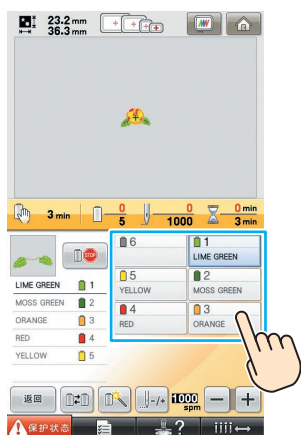 23.2 mm
36.3 mm
3 min 0 5 0 1000 0 min 3 min
6 1 LIME GREEN
5 YELLOW 2 MOSS GREEN
4 RED 3 ORANGE
LIME GREEN 1
MOSS GREEN 2
ORANGE 3
RED 4
YELLOW 5
返回 -/+ 1000 spm - +
保护状态 ?